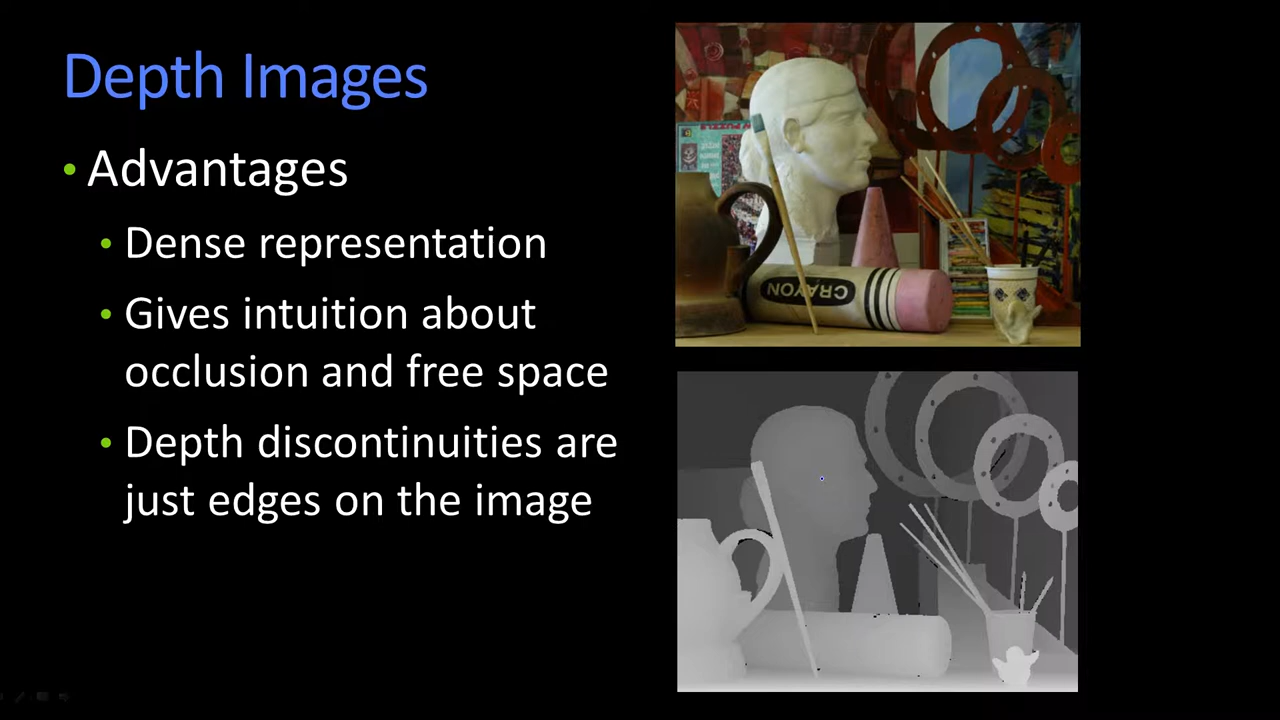 Depth Images
• Advantages
• Dense representation
• Gives intuition about
occlusion and free space
• Depth discontinuities are
just edges on the image
CRAYON